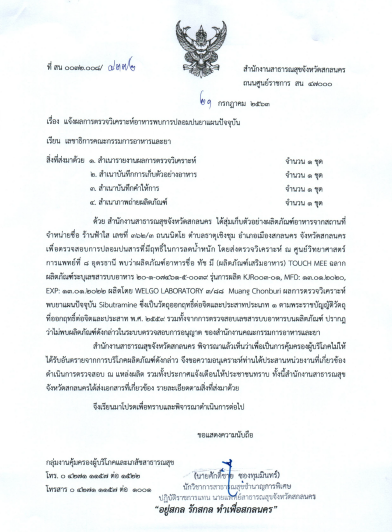 ที่ สน ๐๐๓๒.๐๐๘/
สำนักงานสาธารณสุขจังหวัดสกลนคร
ถนนศูนย์ราชการ สน ๔๗๐๐๐
กรกฎาคม ๒๕๖๓
เรื่อง แจ้งผลการตรวจวิเคราะห์อาหารพบการปลอมปนยาแผนปัจจุบัน
เรียน เลขาธิการคณะกรรมการอาหารและยา
สิ่งที่ส่งมาด้วย ๑. สำเนารายงานผลการตรวจวิเคราะห์ จำนวน ๑ ชุด
๒. สำเนาบันทึกการเก็บตัวอย่างอาหาร จำนวน ๑ ชุด
๓. สำเนาบันทึกคำให้การ จำนวน ๑ ชุด
๔. สำเนาภาพถ่ายผลิตภัณฑ์ จำนวน ๑ ชุด
ด้วย สำนักงานสาธารณสุขจังหวัดสกลนคร ได้สุ่มเก็บตัวอย่างผลิตภัณฑ์อาหารจากสถานที่
จำหน่ายชื่อ ร้านฟ้าใส เลขที่ ถนนนิตโย ตำบลธาตุเชิงชุม อำเภอเมืองสกลนคร จังหวัดสกลนคร
เพื่อตรวจสอบการปลอมปนสารที่มีฤทธิ์ในการลดน้ำหนัก โดยส่งตรวจวิเคราะห์ ณ ศูนย์วิทยาศาสตร์
การแพทย์ที่ ๘ อุดรธานี พบว่าผลิตภัณฑ์อาหารชื่อ ทัช มี (ผลิตภัณฑ์เสริมอาหาร) TOUCH MEE ฉลาก
ผลิตภัณฑ์ระบุเลขสารบบอาหาร รุ่นการผลิต MFD: ๑๓.๐๑.๒๐๒๐,
EXP: ๑๓.๐๑.๒๐๒๒ ผลิตโดย WELGO LABORATORY Muang Chonburi ผลการตรวจวิเคราะห์
พบยาแผนปัจจุบัน Sibutramine ซึ่งเป็นวัตถุออกฤทธิ์ต่อจิตและประสาทประเภท ๑ ตามพระราชบัญญัติวัตถุ
ที่ออกฤทธิ์ต่อจิตและประสาท พ.ศ. ๒๕๕๙ รวมทั้งจากการตรวจสอบเลขสารบบอาหารบนผลิตภัณฑ์ ปรากฏ
ว่าไม่พบผลิตภัณฑ์ดังกล่าวในระบบตรวจสอบการอนุญาต ของสำนักงานคณะกรรมการอาหารและยา
สำนักงานสาธารณสุขจังหวัดสกลนคร พิจารณาแล้วเห็นว่าเพื่อเป็นการคุ้มครองผู้บริโภคไม่ให้
ได้รับอันตรายจากการบริโภคผลิตภัณฑ์ดังกล่าว จึงขอความอนุเคราะห์ท่านได้ประสานหน่วยงานที่เกี่ยวข้อง
ดำเนินการตรวจสอบ ณ แหล่งผลิต รวมทั้งประกาศแจ้งเตือนให้ประชาชนทราบ ทั้งนี้สำนักงานสาธารณสุข
จังหวัดสกลนครได้ส่งเอกสารที่เกี่ยวข้อง รายละเอียดตามสิ่งที่ส่งมาด้วย
จึงเรียนมาโปรดเพื่อทราบและพิจารณาดำเนินการต่อไป
ขอแสดงความนับถือ
กลุ่มงานคุ้มครองผู้บริโภคและเภสัชสาธารณสุข
โทร. ๐ ๔๒๗๑ ๑๑๕๗ ต่อ
โทรสาร ๐ ๔๒๗๑ ๑๑๕๗ ต่อ
นักวิชาการสาธารณสุขชำนาญการพิเศษ
ปฏิบัติราชการแทน นายแพทย์สาธารณสุขจังหวัดสกลนคร
"อยู่สกล รักสกล ทำเพื่อสกลนคร"